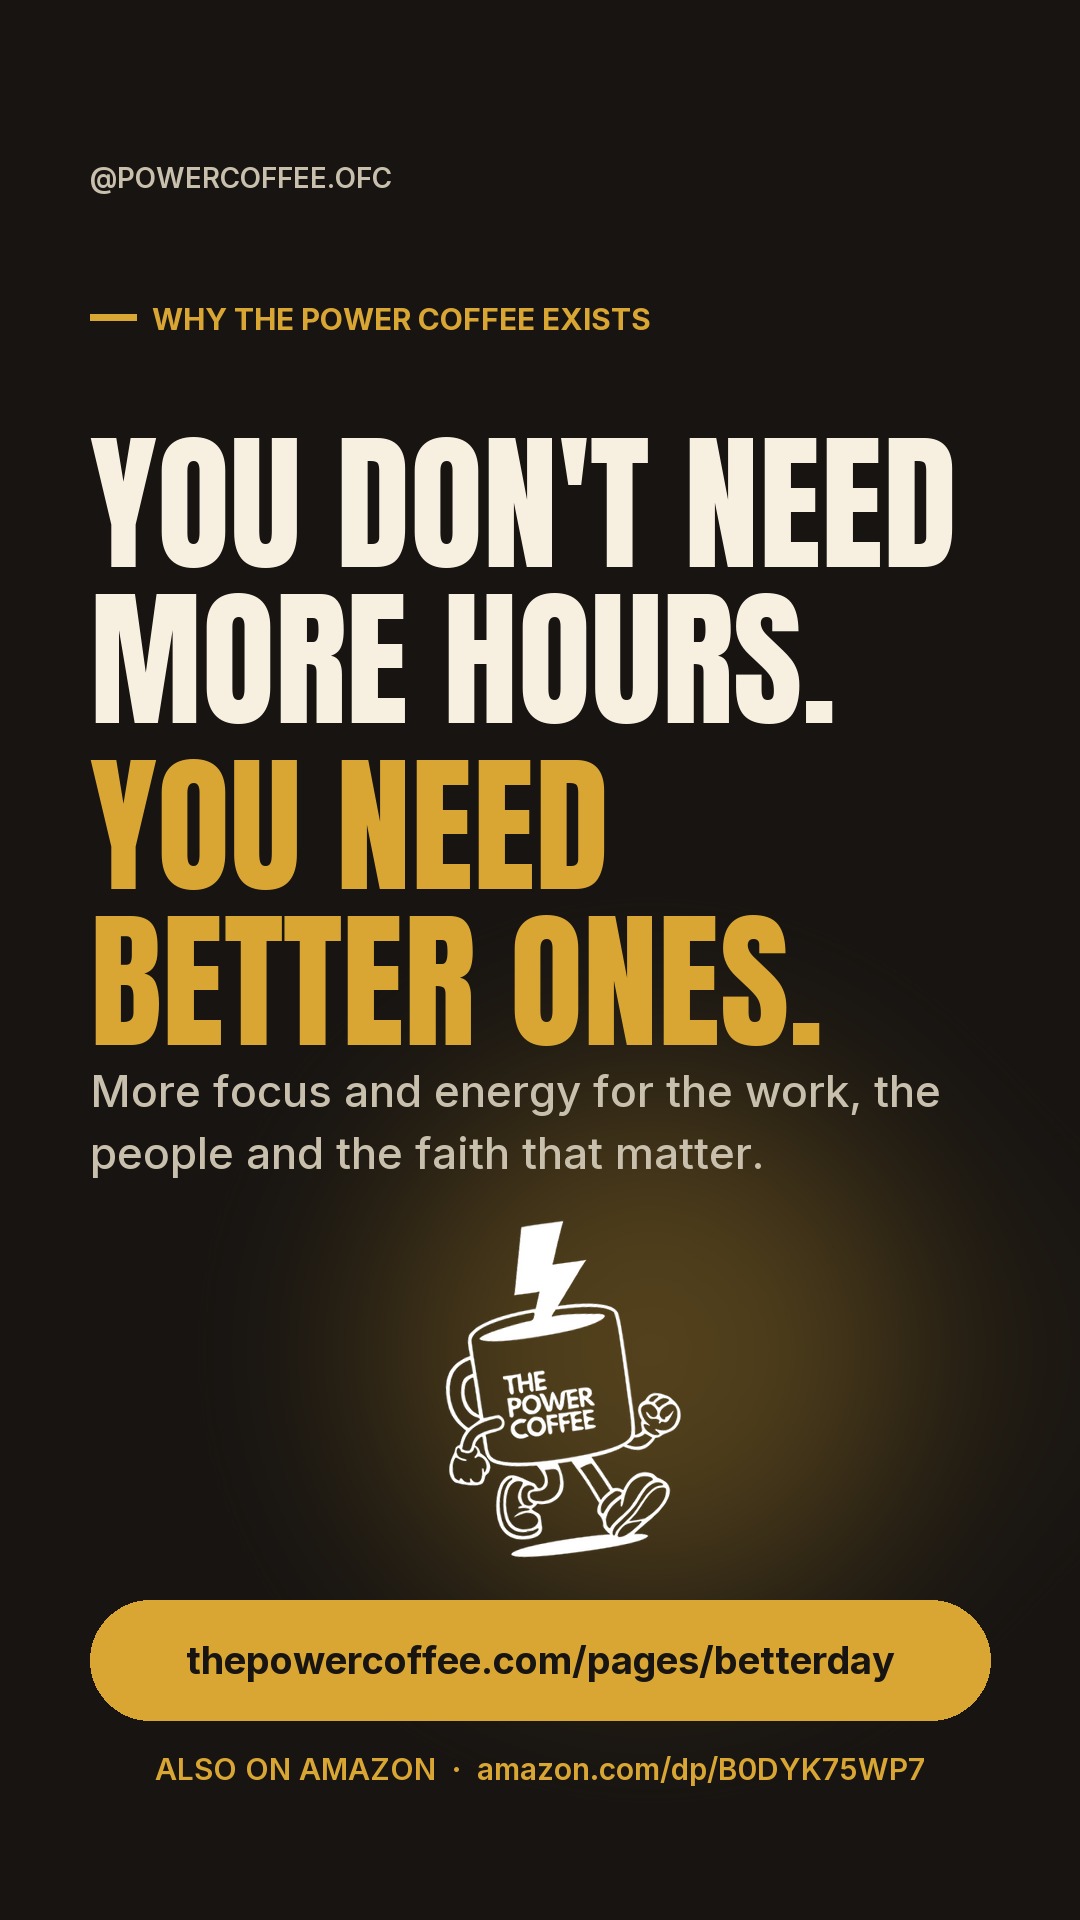 @POWERCOFFEE.OFC
WHY THE POWER COFFEE EXISTS
YOU DON'T NEED
MORE HOURS.
YOU NEED
BETTER ONES.
More focus and energy for the work, the
people and the faith that matter.
THE
POWER
COFFEE
thepowercoffee.com/pages/betterday
ALSO ON AMAZON · amazon.com/dp/B0DYK75WP7